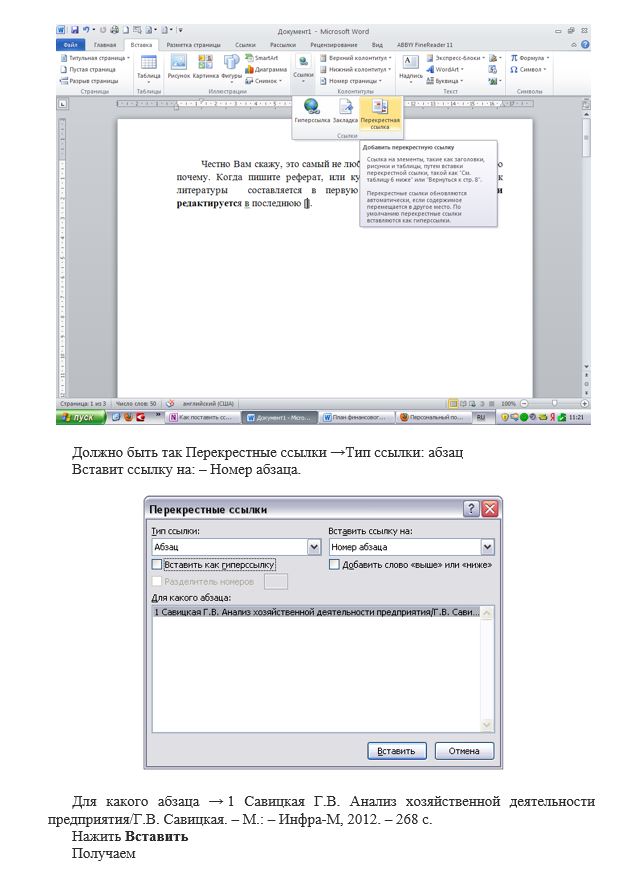 Документ1 - Microsoft Word
Файл Главная Вставка Разметка страницы Ссылки Рассылки Рецензирование Вид ABBYY FineReader 11
Титульная страница
Пустая страница
Разрыв страницы
Страницы
Таблица
Таблицы
Рисунок Картинка Фигуры
SmartArt
Диаграмма
Снимок
Иллюстрации
Ссылки
Верхний колонтитул
Нижний колонтитул
Номер страницы
Колонтитулы
Надпись
Экспресс-блоки
WordArt
Буквица
Текст
Формула
Символ
Символы
Гиперссылка Закладка Перекрестная ссылка
Ссылки
Добавить перекрестную ссылку
Ссылка на элементы, такие как заголовки,
рисунки и таблицы, путем вставки
перекрестной ссылки, такой как "См.
таблицу 6 ниже" или "Вернуться к стр. 8".
Перекрестные ссылки обновляются
автоматически, если содержимое
перемещается в другое место. По
умолчанию перекрестные ссылки
вставляются как гиперссылки.
Честно Вам скажу, это самый не люб
почему. Когда пишите реферат, или ку
литературы составляется в первую и
редактируется в последнюю [].
Страница: 1 из 3 Число слов: 50 английский (США) 100%
пуск Как поставить сс... Документ1 - Micro... План финансовог... Персональный по... RU 11:21
Должно быть так Перекрестные ссылки →Тип ссылки: абзац
Вставит ссылку на: – Номер абзаца.
Перекрестные ссылки
Тип ссылки: Вставить ссылку на:
Абзац Номер абзаца
Вставить как гиперссылку Добавить слово «выше» или «ниже»
Разделитель номеров
Для какого абзаца:
1 Савицкая Г.В. Анализ хозяйственной деятельности предприятия/Г.В. Сави...
Вставить Отмена
Для какого абзаца → 1 Савицкая Г.В. Анализ хозяйственной деятельности
предприятия/Г.В. Савицкая. – М.: – Инфра-М, 2012. – 268 с.
Нажить Вставить
Получаем